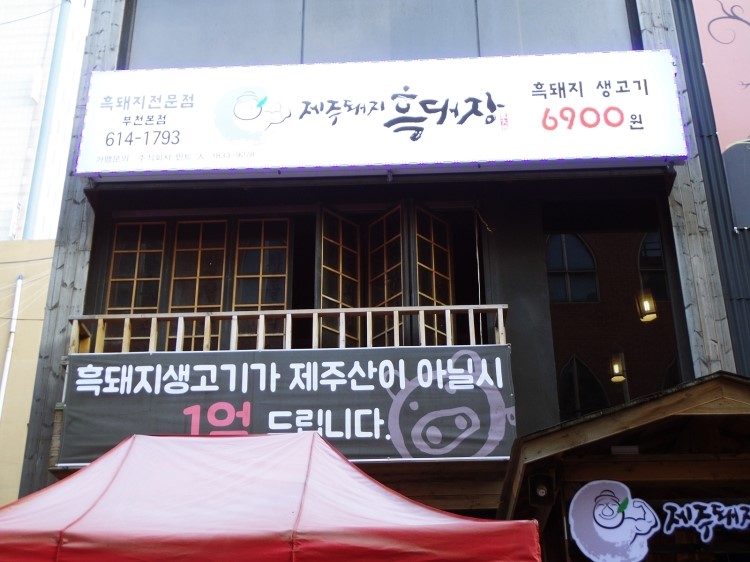 흑돼지전문점
부천본점
614-1793
제주돼지 흑돼장
흑돼지 생고기
6900원
흑돼지생고기가 제주산이 아닐시
1억 드립니다.
제주돼지